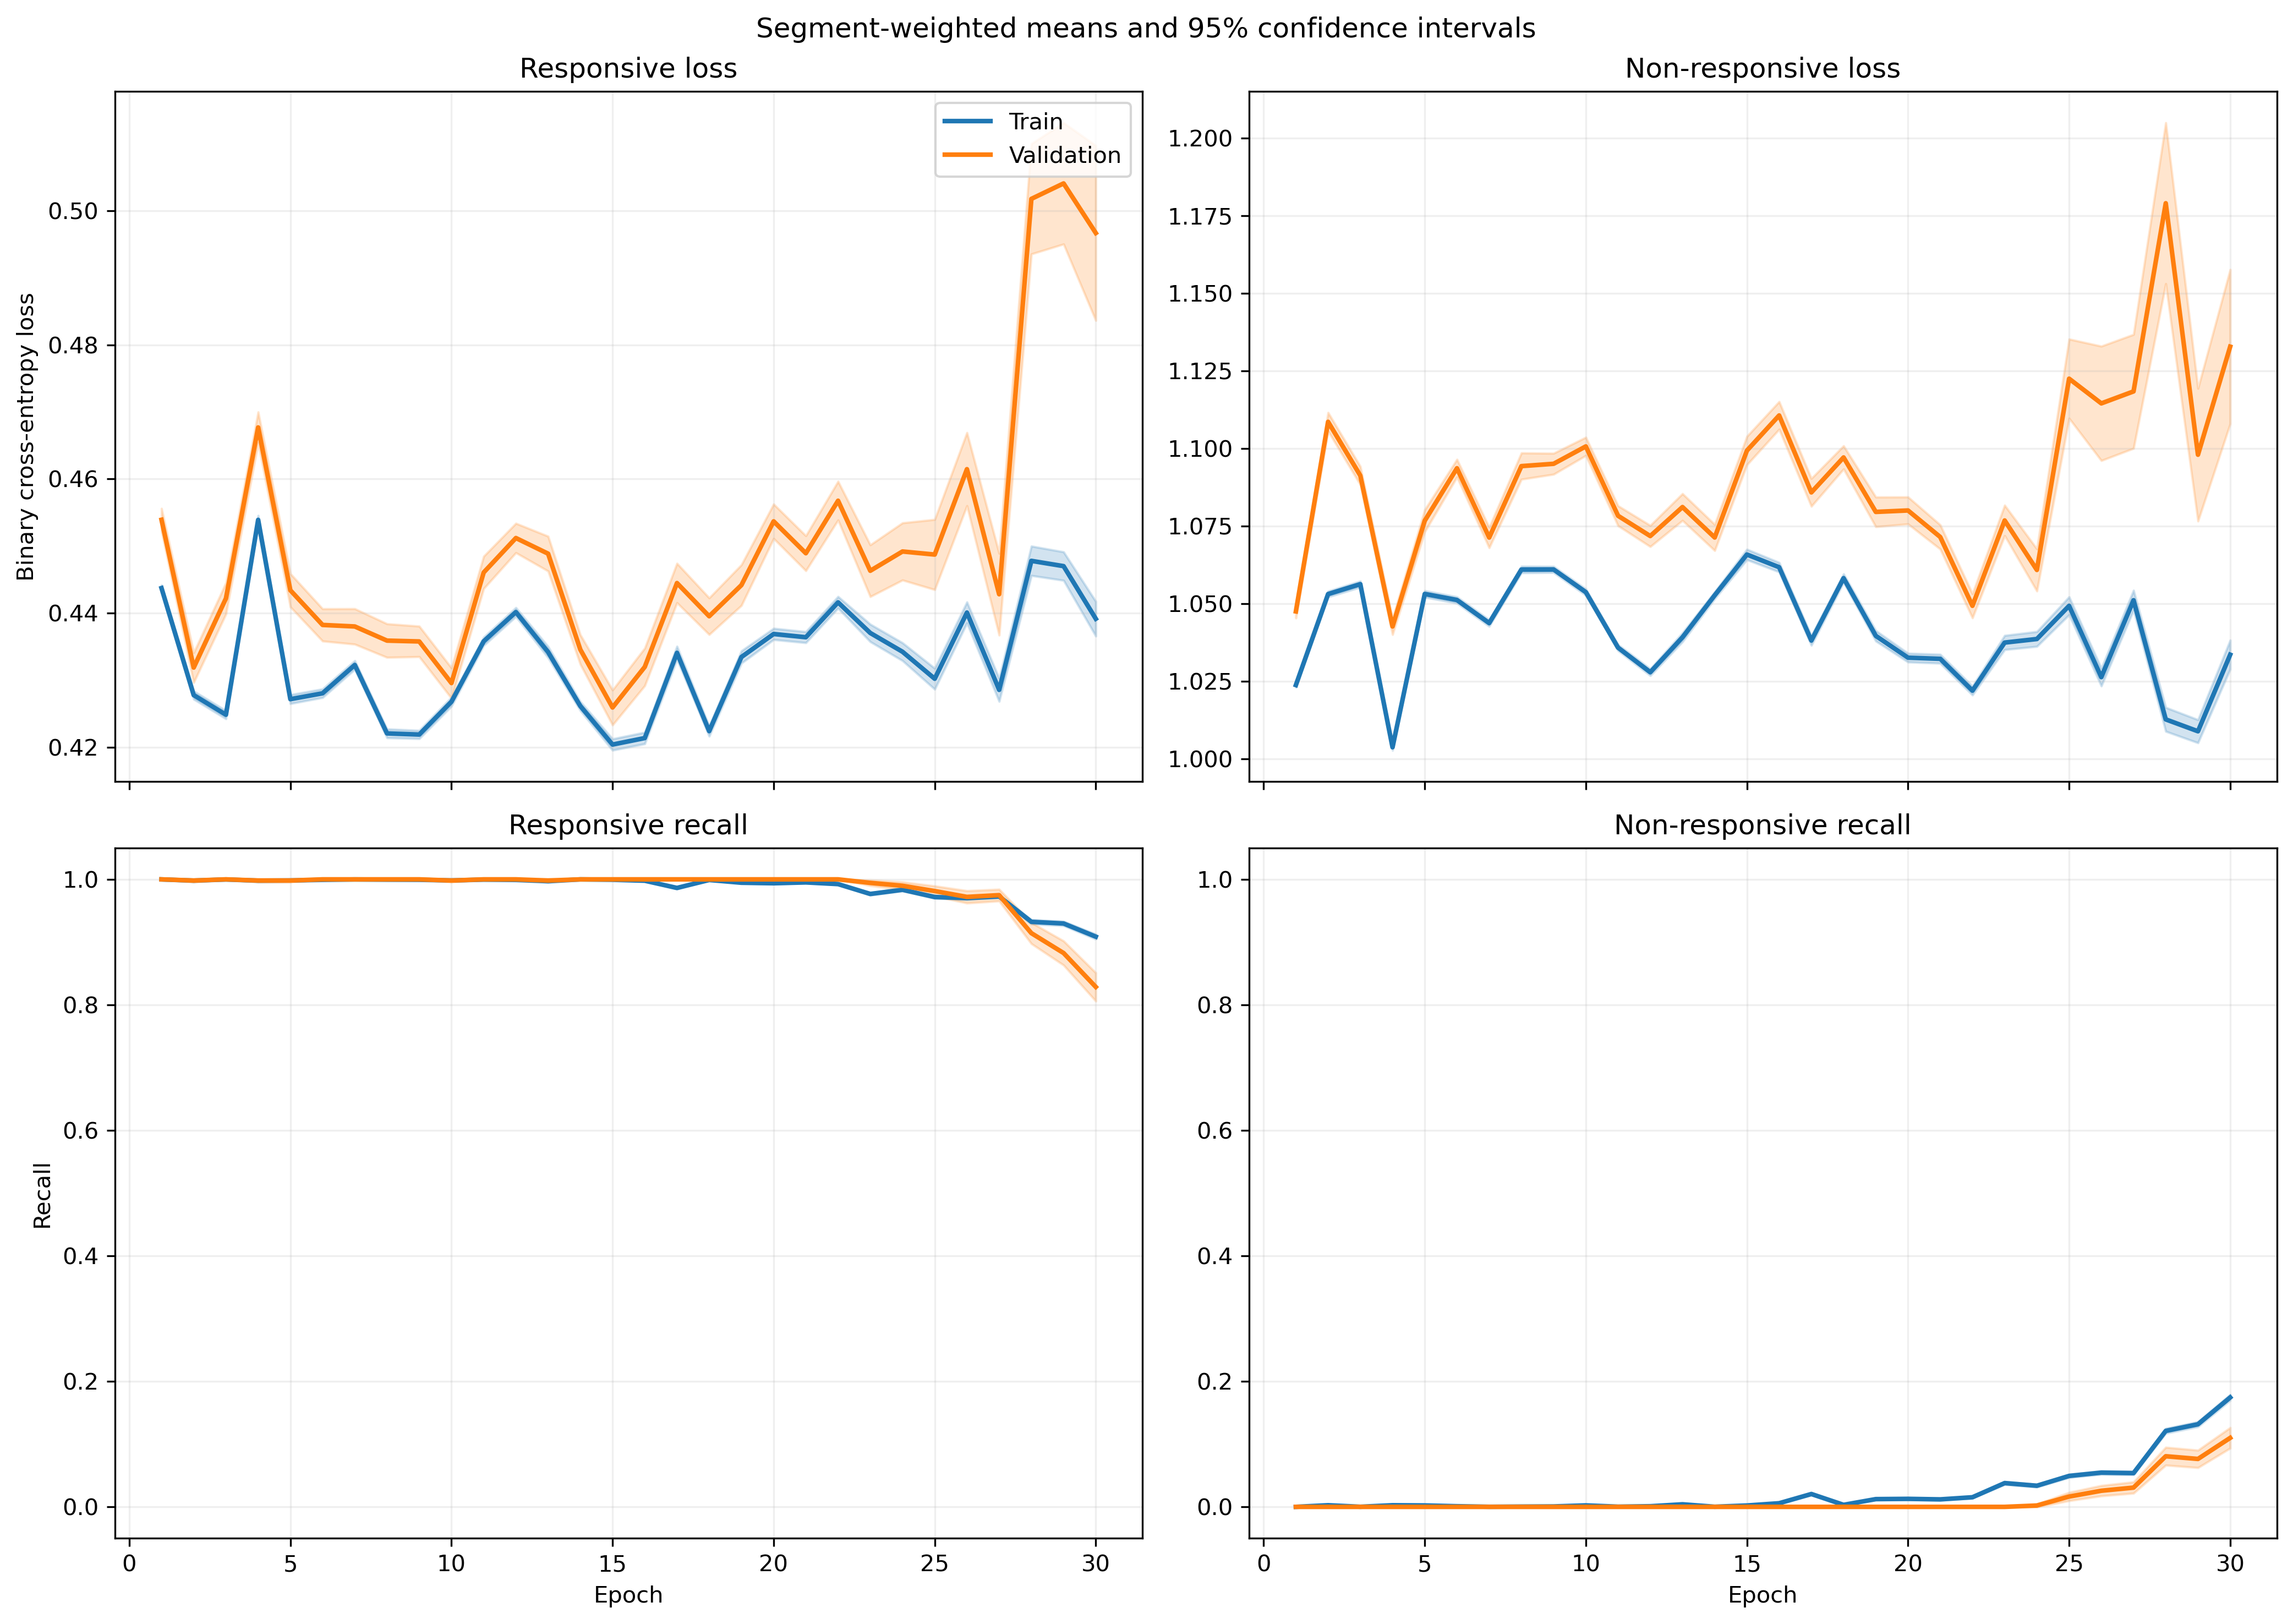 Segment-weighted means and 95% confidence intervals
Responsive loss
Non-responsive loss
Binary cross-entropy loss
0.50
0.48
0.46
0.44
0.42
Train
Validation
1.200
1.175
1.150
1.125
1.100
1.075
1.050
1.025
1.000
Responsive recall
Non-responsive recall
Recall
1.0
0.8
0.6
0.4
0.2
0.0
0 5 10 15 20 25 30
Epoch
1.0
0.8
0.6
0.4
0.2
0.0
0 5 10 15 20 25 30
Epoch